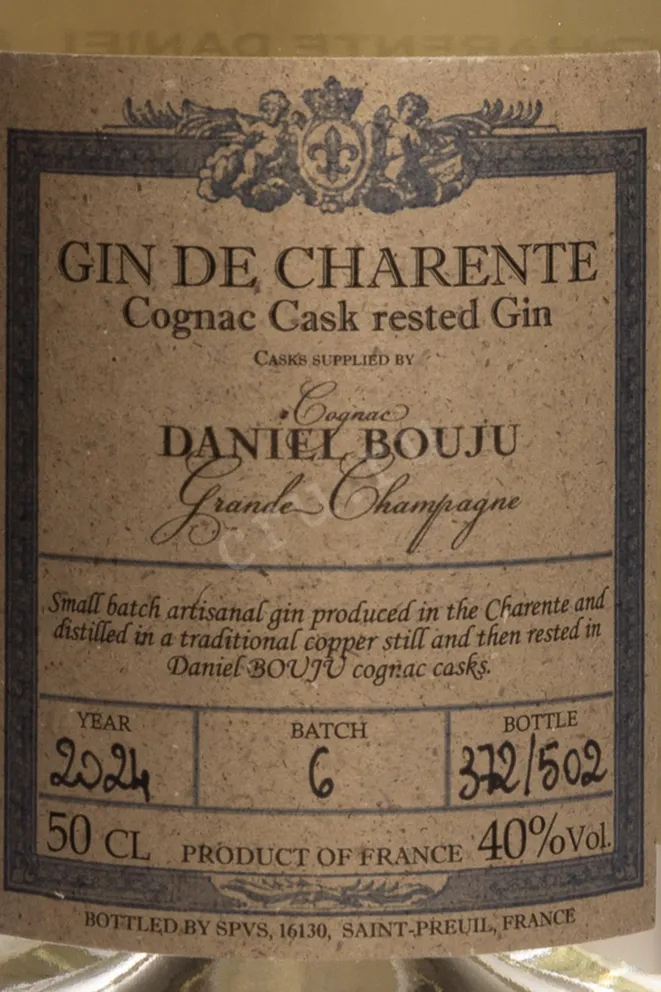 GIN DE CHARENTE
Cognac Cask rested Gin
CASKS SUPPLIED BY
Cognac
DANIEL BOUJU
Grande Champagne
Small batch artisanal gin produced in the Charente and
distilled in a traditional copper still and then rested in
Daniel BOUJU cognac casks.
YEAR BATCH BOTTLE
2024 6 372/502
50 CL PRODUCT OF FRANCE 40%Vol.
BOTTLED BY SPVS, 16130, SAINT-PREUIL, FRANCE